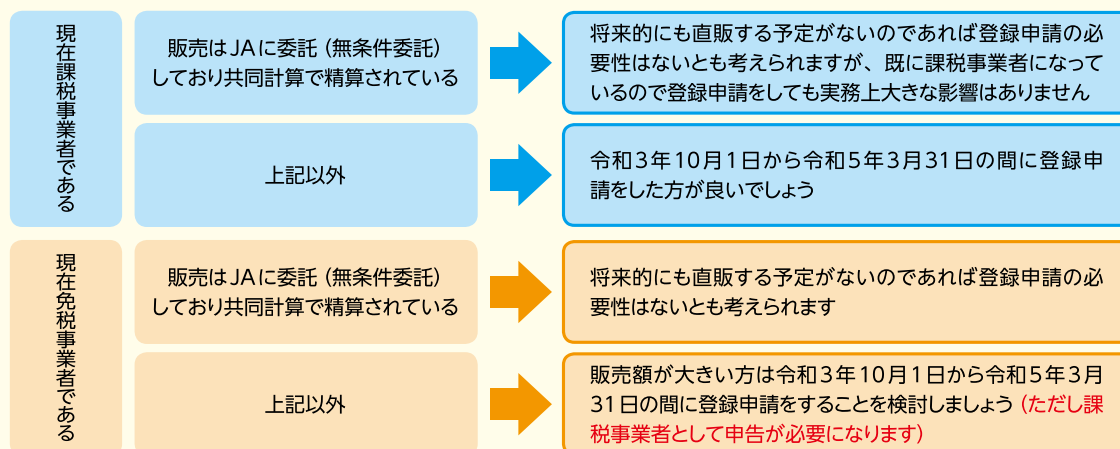 現在課税事業者である
販売はJAに委託（無条件委託）
しており共同計算で精算されている
将来的にも直販する予定がないのであれば登録申請の必
要性はないとも考えられますが、既に課税事業者になって
いるので登録申請をしても実務上大きな影響はありません
上記以外
令和3年10月1日から令和5年3月31日の間に登録申
請をした方が良いでしょう
現在免税事業者である
販売はJAに委託（無条件委託）
しており共同計算で精算されている
将来的にも直販する予定がないのであれば登録申請の必
要性はないとも考えられます
上記以外
販売額が大きい方は令和3年10月1日から令和5年3月
31日の間に登録申請をすることを検討しましょう（ただし課
税事業者として申告が必要になります）